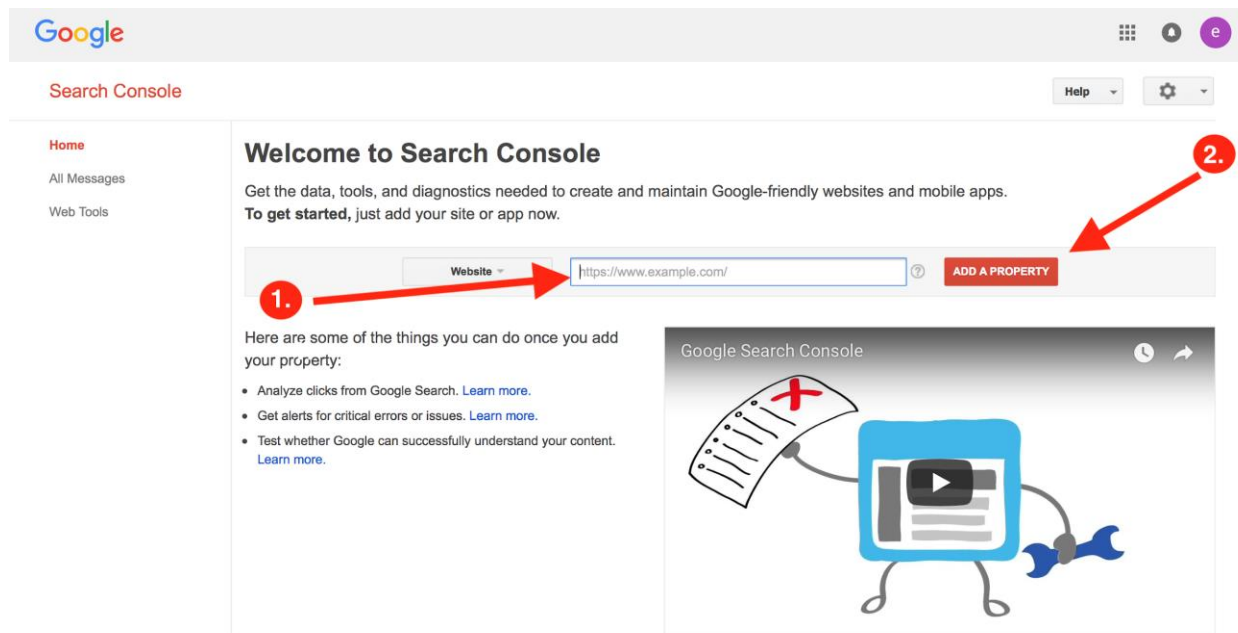 Google
e
Search Console
Help
Home
All Messages
Web Tools
Welcome to Search Console
2.
Get the data, tools, and diagnostics needed to create and maintain Google-friendly websites and mobile apps.
To get started, just add your site or app now.
Website
https://www.example.com/
?
ADD A PROPERTY
1.
Here are some of the things you can do once you add
your property:
• Analyze clicks from Google Search. Learn more.
• Get alerts for critical errors or issues. Learn more.
• Test whether Google can successfully understand your content.
Learn more.
Google Search Console